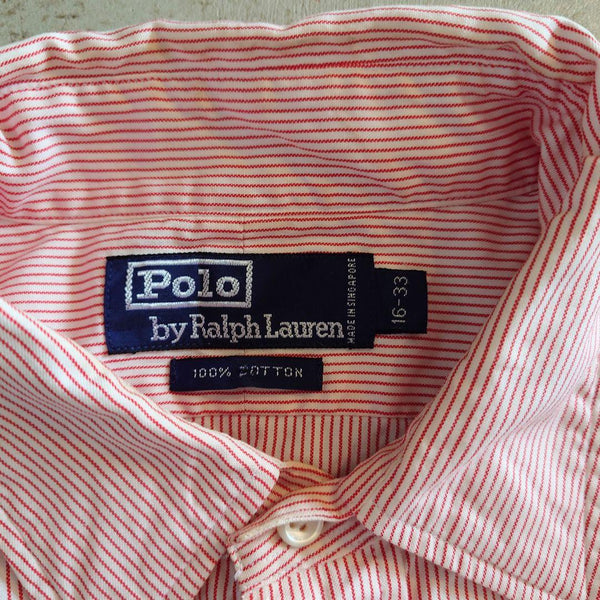 Polo
by Ralph Lauren
MADE IN SINGAPORE
16-33
100% COTTON